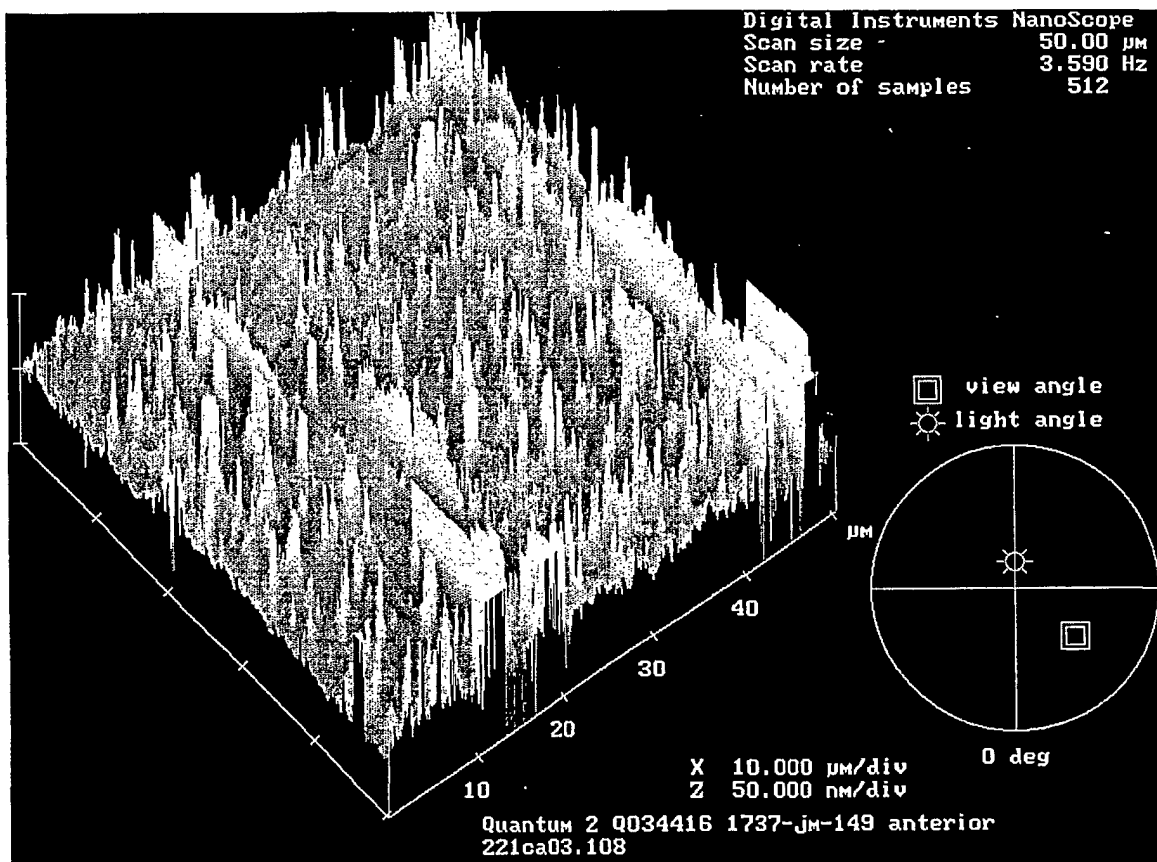 Digital Instruments NanoScope
Scan size 50.00 µm
Scan rate 3.590 Hz
Number of samples 512
view angle
light angle
µm
40
30
20
10
0 deg
X 10.000 µm/div
Z 50.000 nm/div
Quantum 2 Q034416 1737-jm-149 anterior
221ca03.108